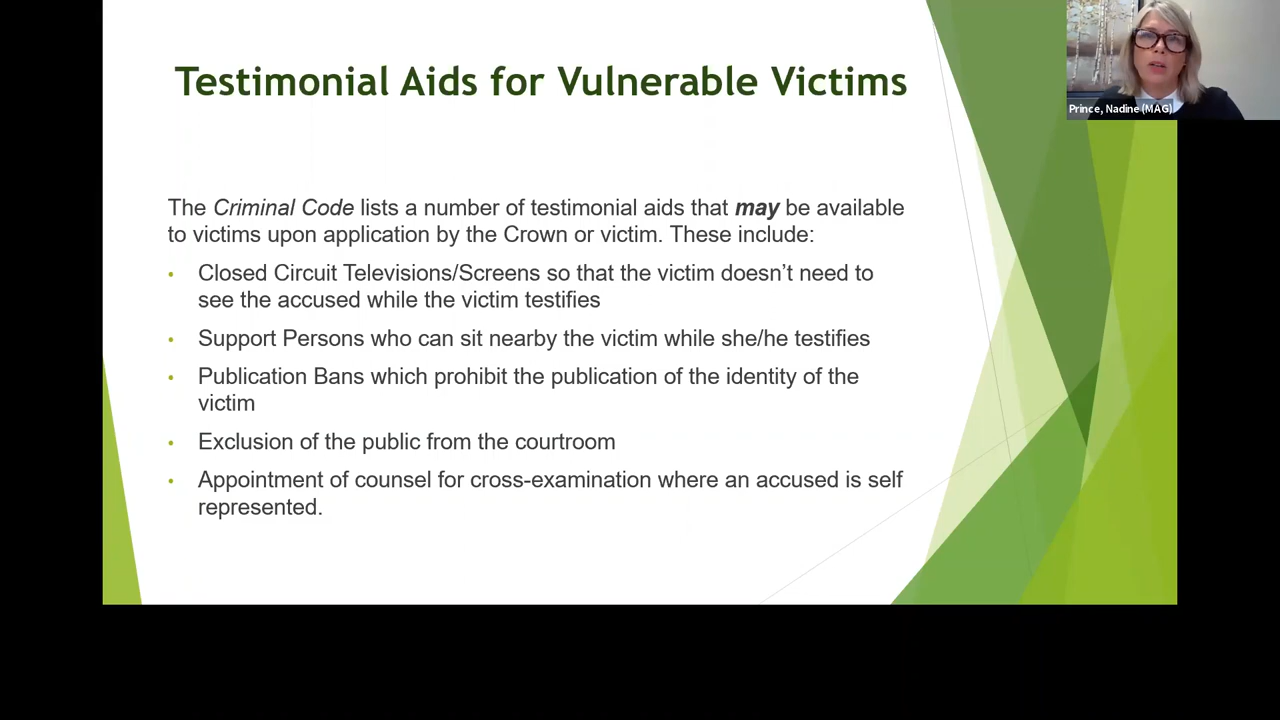 Testimonial Aids for Vulnerable Victims
Prince, Nadine (MAG)
The Criminal Code lists a number of testimonial aids that may be available
to victims upon application by the Crown or victim. These include:
• Closed Circuit Televisions/Screens so that the victim doesn’t need to
see the accused while the victim testifies
• Support Persons who can sit nearby the victim while she/he testifies
• Publication Bans which prohibit the publication of the identity of the
victim
• Exclusion of the public from the courtroom
• Appointment of counsel for cross-examination where an accused is self
represented.